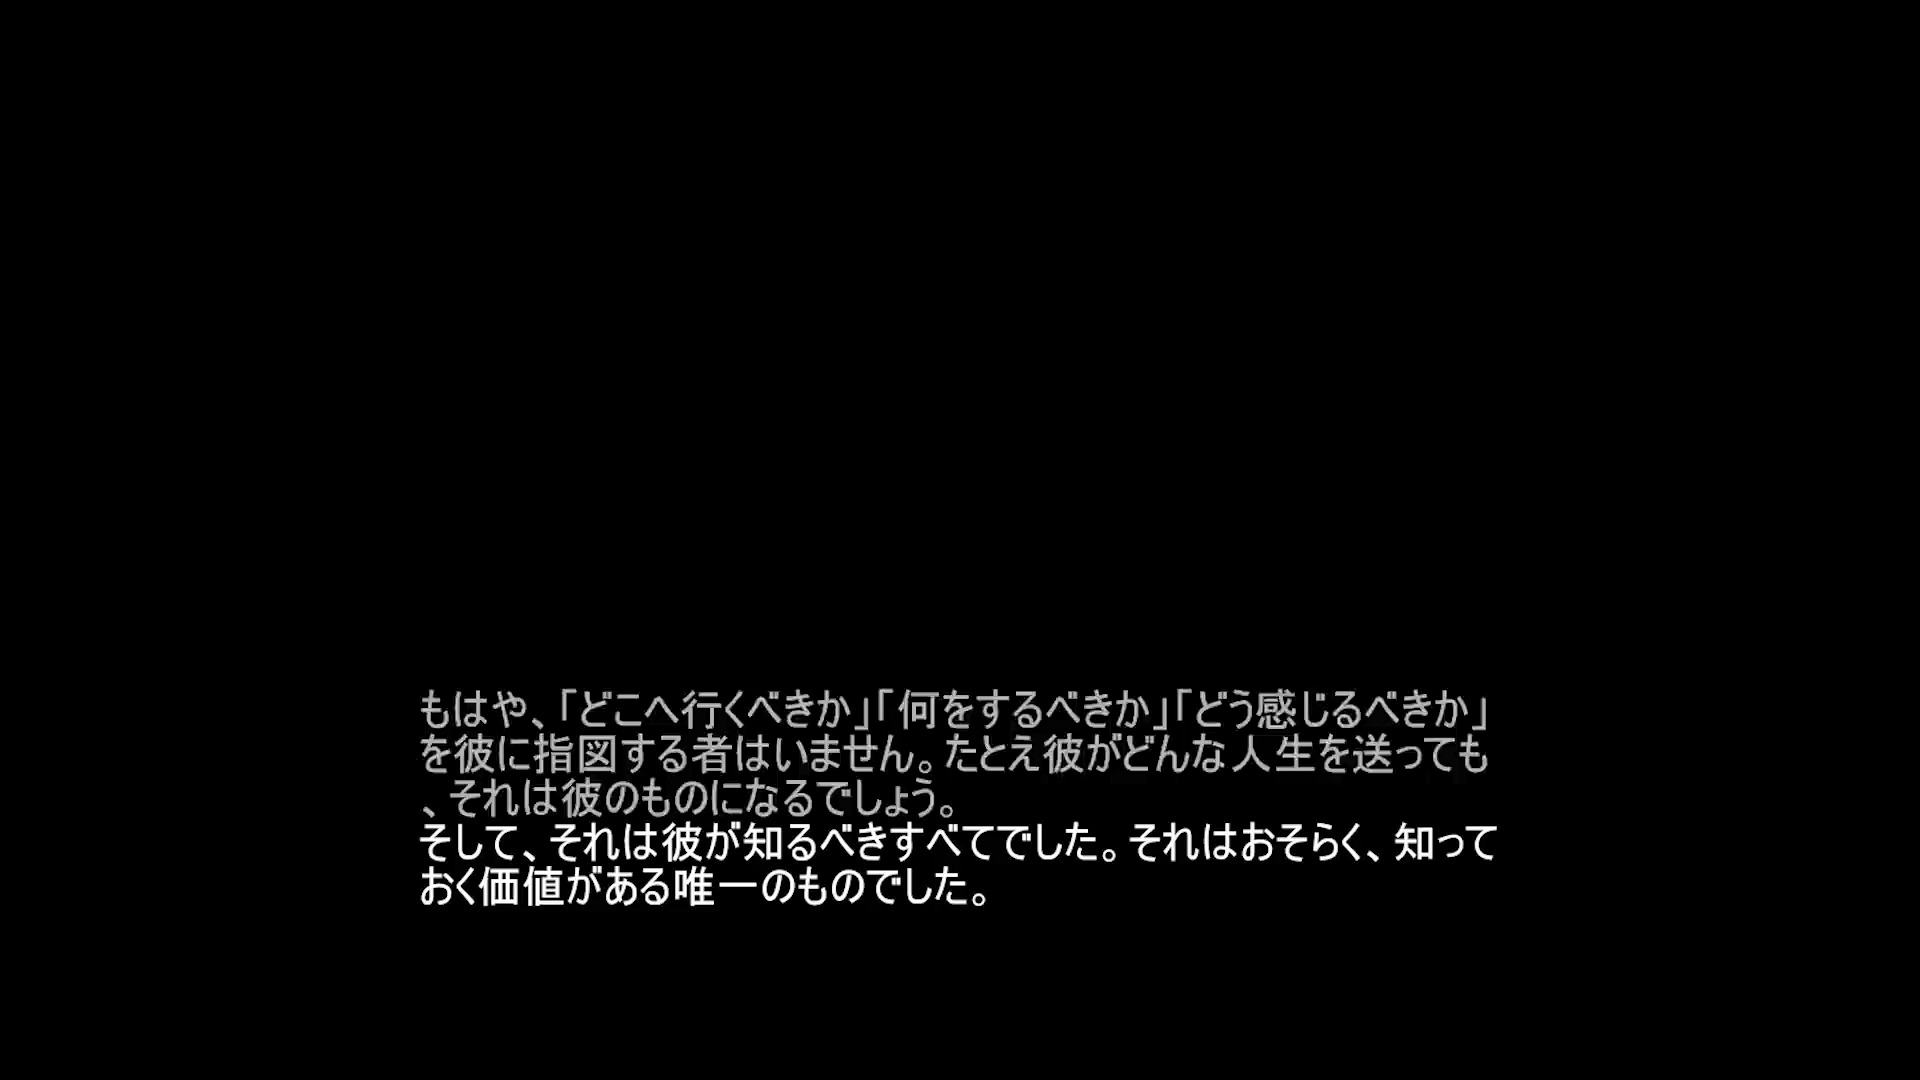 もはや、「どこへ行くべきか」「何をするべきか」「どう感じるべきか」
を彼に指図する者はいません。たとえ彼がどんな人生を送っても
、それは彼のものになるでしょう。
そして、それは彼が知るべきすべてでした。それはおそらく、知って
おく価値がある唯一のものでした。